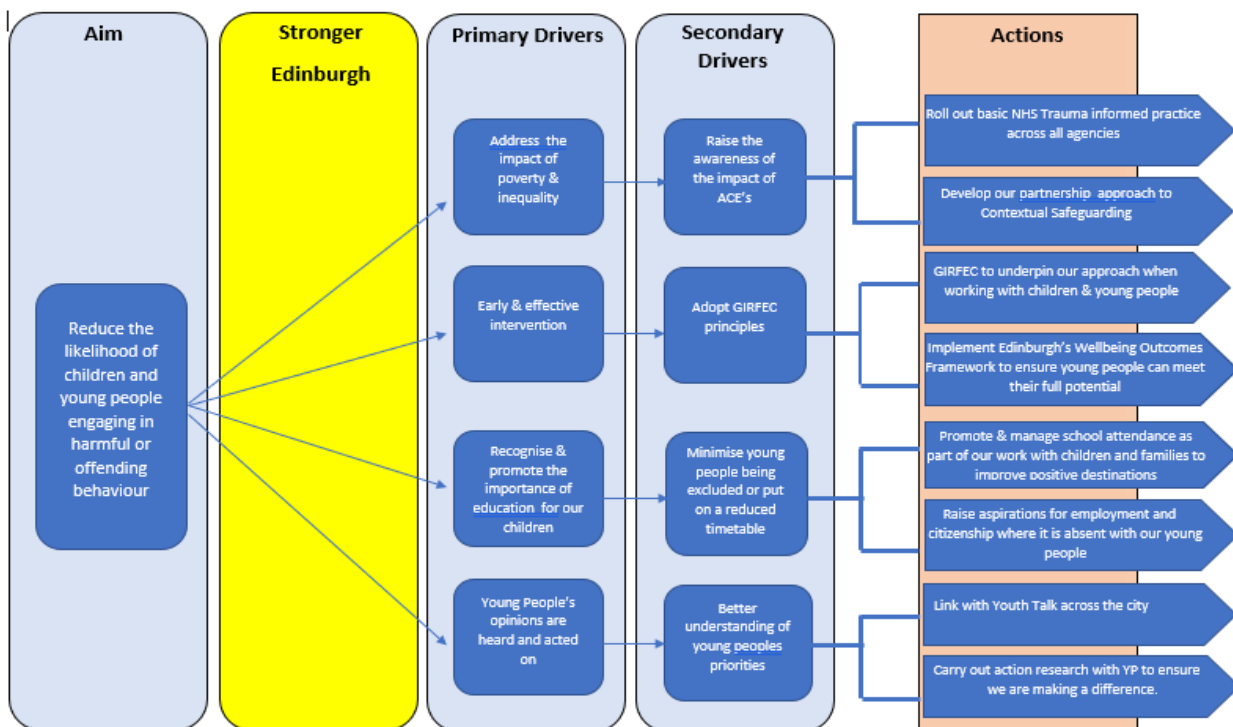 Aim
Stronger
Edinburgh
Primary Drivers
Secondary
Drivers
Actions
Reduce the
likelihood of
children and
young people
engaging in
harmful or
offending
behaviour
Address the
impact of
poverty &
inequality
Raise the
awareness of
the impact of
ACE's
Roll out basic NHS Trauma informed practice
across all agencies
Develop our partnership approach to
Contextual Safeguarding
Early & effective
intervention
Adopt GIRFEC
principles
GIRFEC to underpin our approach when
working with children & young people
Implement Edinburgh's Wellbeing Outcomes
Framework to ensure young people can meet
their full potential
Recognise &
promote the
importance of
education for our
children
Minimise young
people being
excluded or put
on a reduced
timetable
Promote & manage school attendance as
part of our work with children and families to
improve positive destinations
Raise aspirations for employment and
citizenship where it is absent with our young
people
Young People's
opinions are
heard and acted
on
Better
understanding of
young peoples
priorities
Link with Youth Talk across the city
Carry out action research with YP to ensure
we are making a difference.